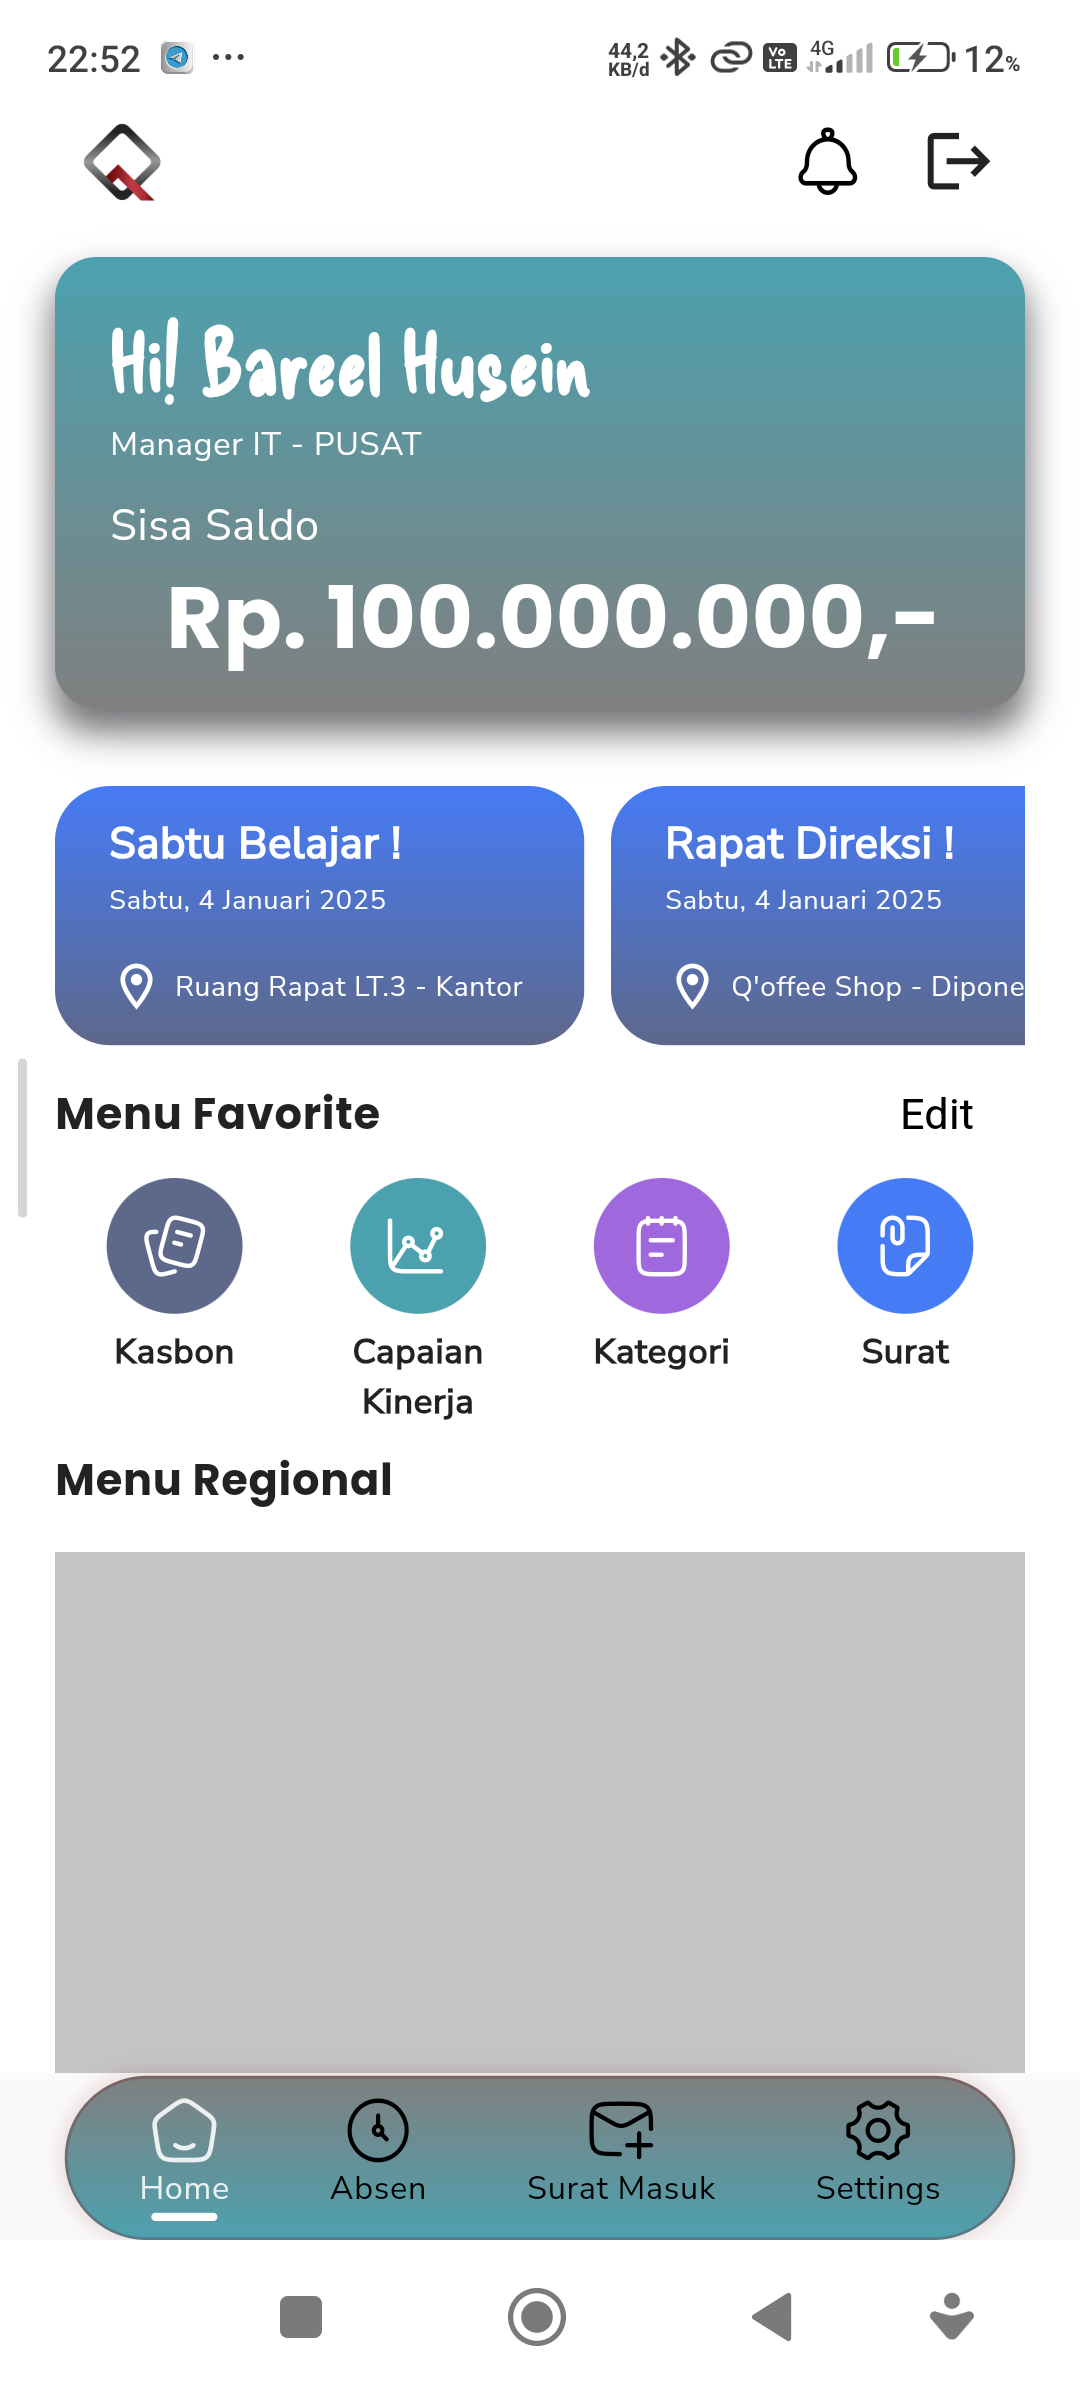 22:52
44,2
KB/d
Vo
LTE
4G
12%
Hi! Bareel Husein
Manager IT - PUSAT
Sisa Saldo
Rp. 100.000.000,-
Sabtu Belajar !
Sabtu, 4 Januari 2025
Ruang Rapat LT.3 - Kantor
Rapat Direksi !
Sabtu, 4 Januari 2025
Q'offee Shop - Dipone
Menu Favorite
Edit
Kasbon
Capaian
Kinerja
Kategori
Surat
Menu Regional
Home
Absen
Surat Masuk
Settings